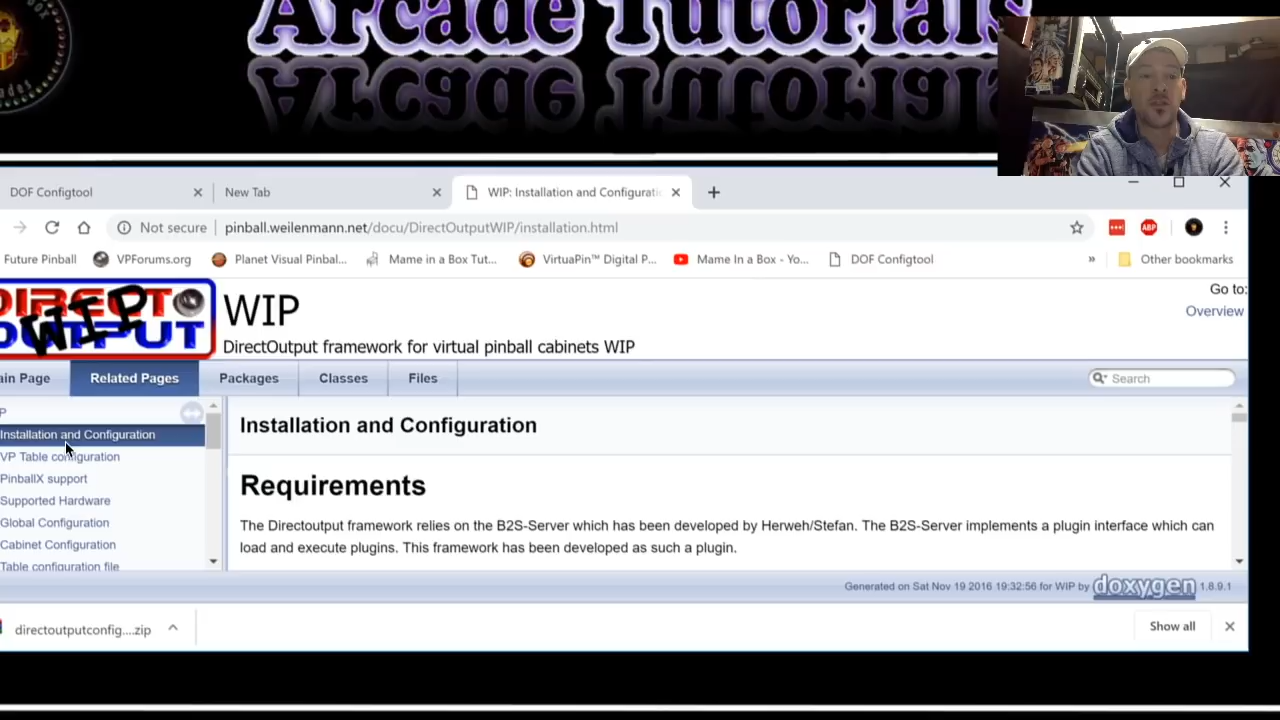 Arcade Tutorials
DOF Configtool
New Tab
WIP: Installation and Configurati
Not secure
pinball.weilenmann.net/docu/DirectOutputWIP/installation.html
ABP
Future Pinball
VPForums.org
Planet Visual Pinbal...
Mame in a Box Tut...
VirtuaPin™ Digital P...
Mame In a Box - Yo...
DOF Configtool
»
Other bookmarks
DIRECT
OUTPUT
WIP
WIP
DirectOutput framework for virtual pinball cabinets WIP
Go to:
Overview
ain Page
Related Pages
Packages
Classes
Files
Search
P
Installation and Configuration
VP Table configuration
PinballX support
Supported Hardware
Global Configuration
Cabinet Configuration
Table configuration file
Installation and Configuration
Requirements
The Directoutput framework relies on the B2S-Server which has been developed by Herweh/Stefan. The B2S-Server implements a plugin interface which can
load and execute plugins. This framework has been developed as such a plugin.
Generated on Sat Nov 19 2016 19:32:56 for WIP by doxygen 1.8.9.1
directoutputconfig....zip
Show all